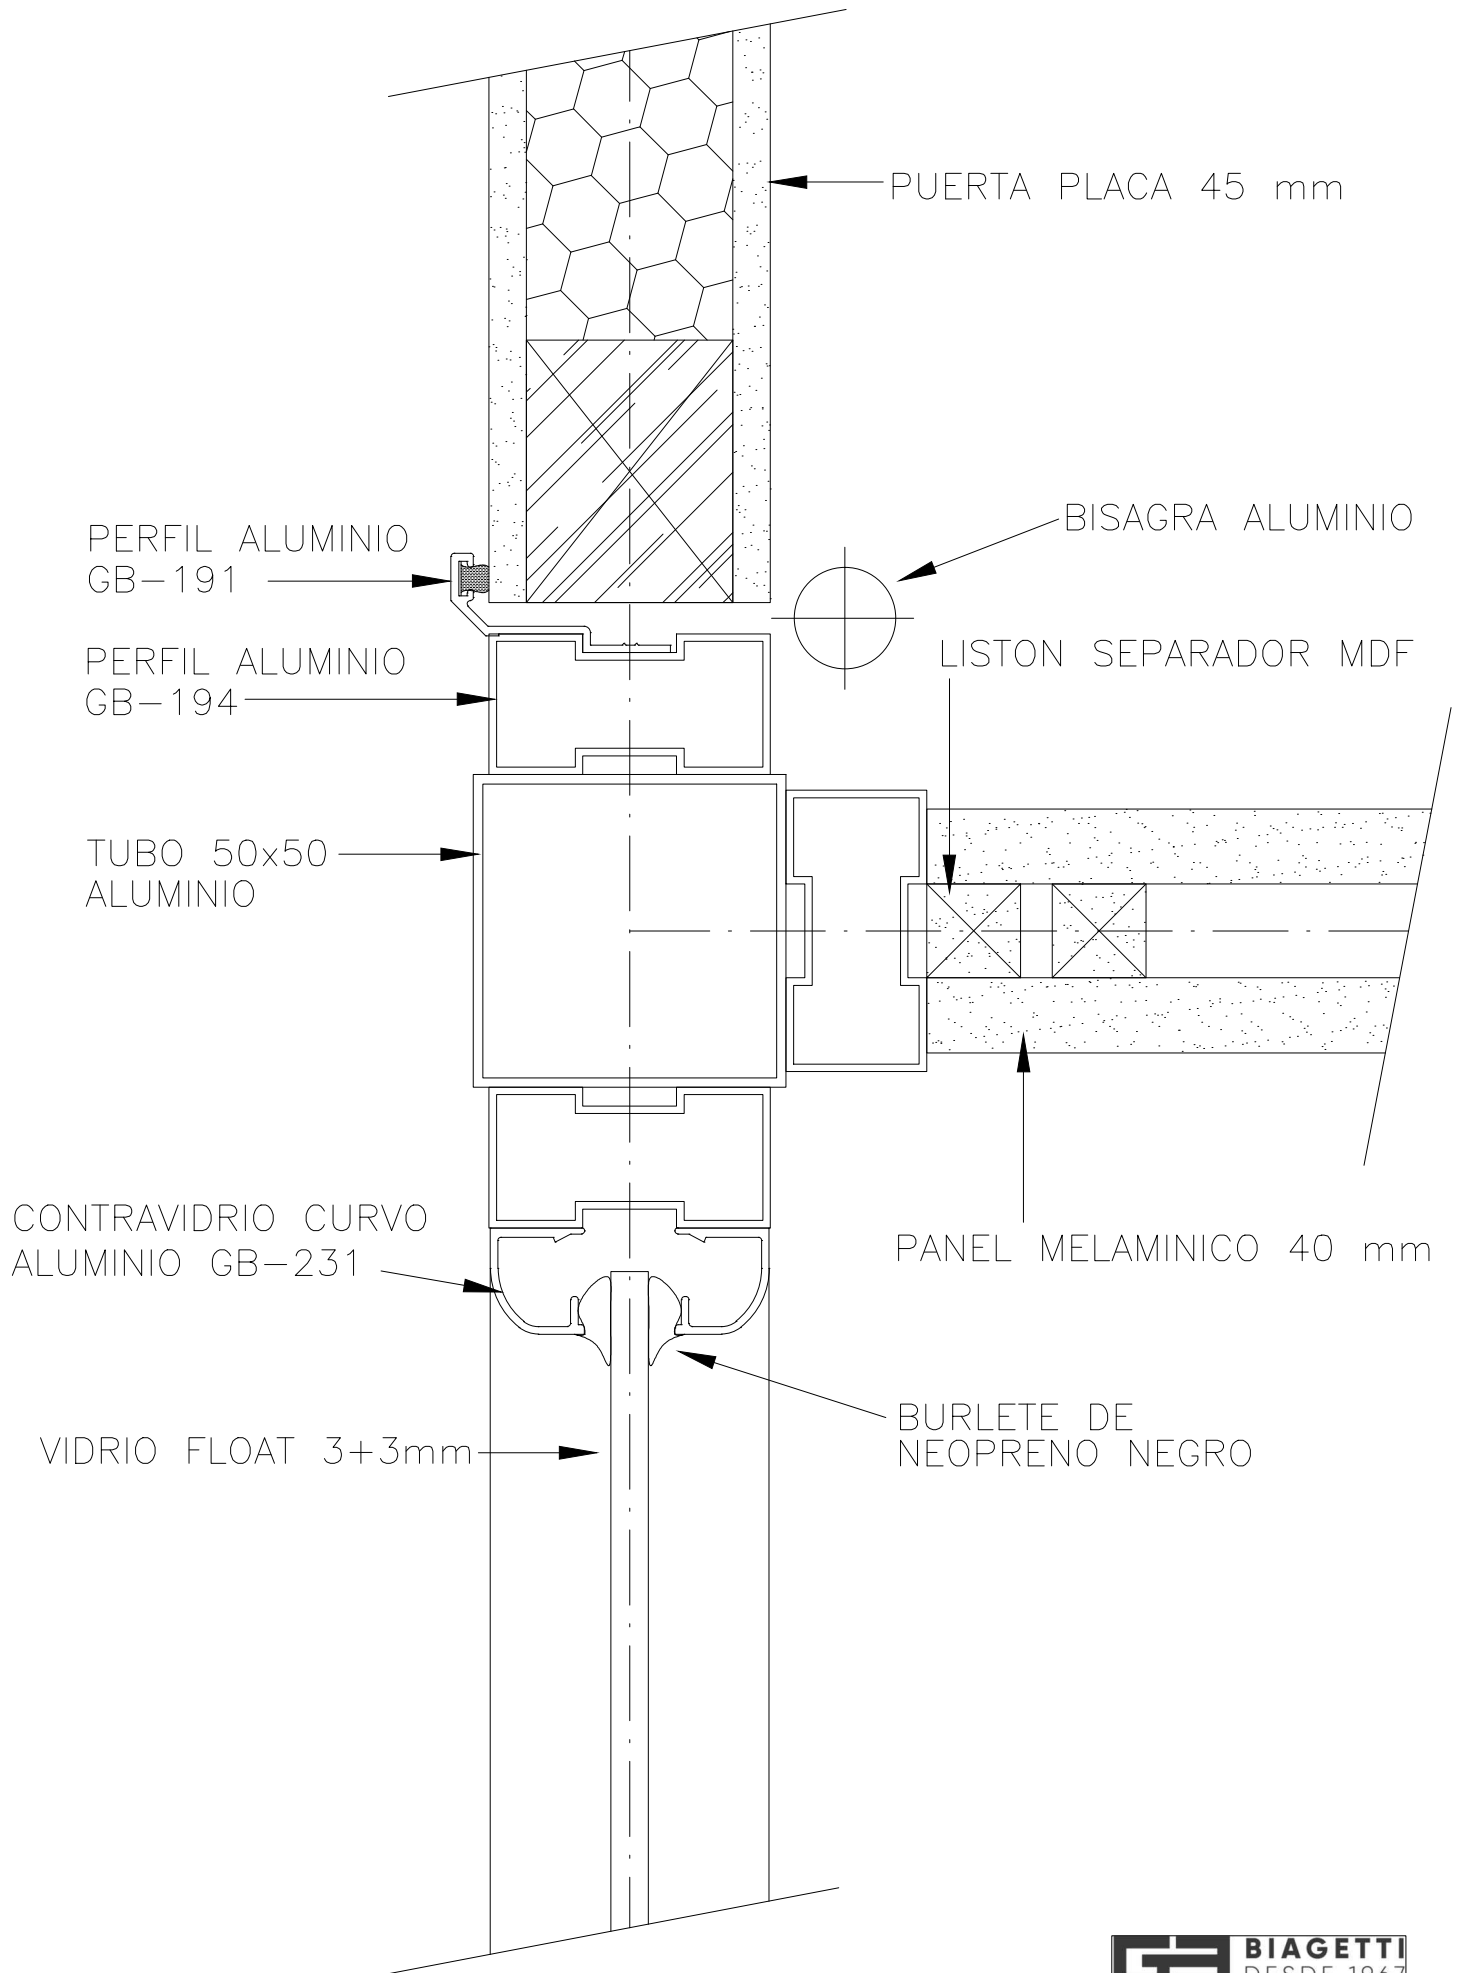 PUERTA PLACA 45 mm
BISAGRA ALUMINIO
PERFIL ALUMINIO
GB-191
LISTON SEPARADOR MDF
PERFIL ALUMINIO
GB-194
TUBO 50x50
ALUMINIO
CONTRAVIDRIO CURVO
ALUMINIO GB-231
PANEL MELAMINICO 40 mm
BURLETE DE
NEOPRENO NEGRO
VIDRIO FLOAT 3+3mm
BIAGETTI
DESDE 1967